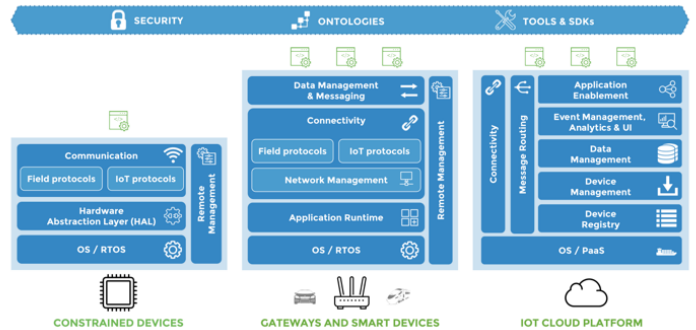 SECURITY
ONTOLOGIES
TOOLS & SDKs
Communication
Field protocols
IoT protocols
Hardware
Abstraction Layer (HAL)
OS / RTOS
Remote
Management
CONSTRAINED DEVICES
Data Management
& Messaging
Connectivity
Field protocols
IoT protocols
Network Management
Application Runtime
OS / RTOS
Remote Management
GATEWAYS AND SMART DEVICES
Connectivity
Message Routing
Application
Enablement
Event Management,
Analytics & UI
Data
Management
Device
Management
Device
Registry
OS / PaaS
IOT CLOUD PLATFORM